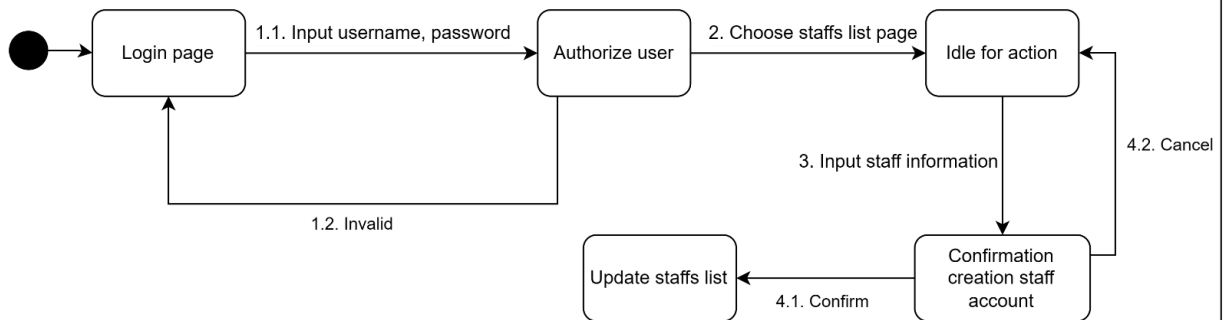 Login page
1.1. Input username, password
Authorize user
2. Choose staffs list page
Idle for action
3. Input staff information
4.2. Cancel
1.2. Invalid
Update staffs list
4.1. Confirm
Confirmation
creation staff
account